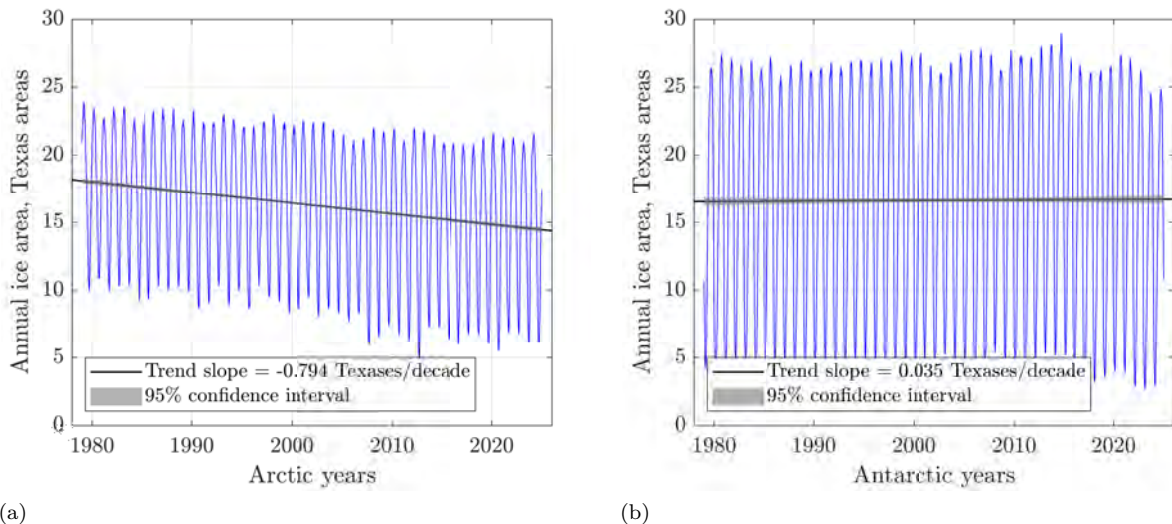 30
25
20
15
10
5
0
Annual ice area, Texas areas
Trend slope = -0.794 Texases/decade
95% confidence interval
1980 1990 2000 2010 2020
Arctic years
(a)
30
25
20
15
10
5
0
Annual ice area, Texas areas
Trend slope = 0.035 Texases/decade
95% confidence interval
1980 1990 2000 2010 2020
Antarctic years
(b)